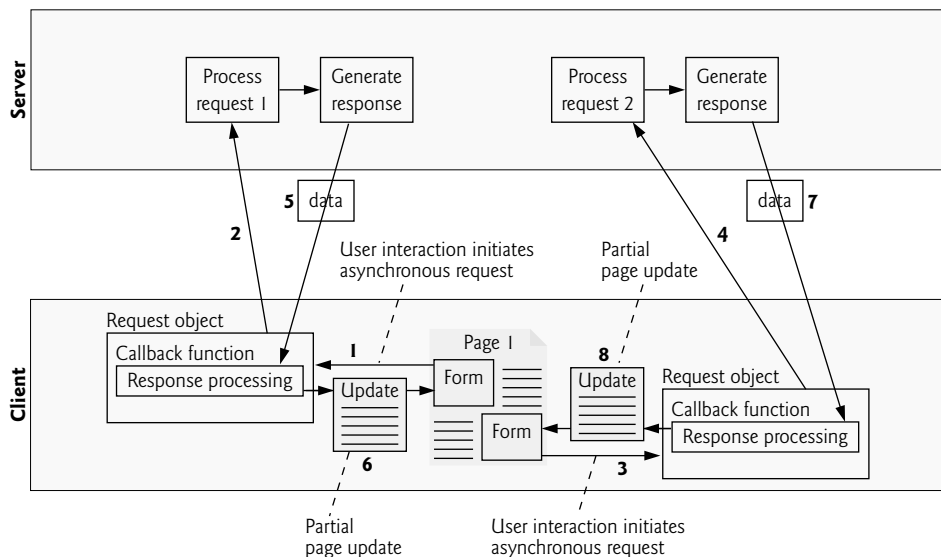 Server
Process
request 1
Generate
response
Process
request 2
Generate
response
5
data
data
7
2
4
User interaction initiates
asynchronous request
Partial
page update
Client
Request object
Callback function
Response processing
1
Update
6
Page 1
Form
Form
8
Update
3
Request object
Callback function
Response processing
Partial
page update
User interaction initiates
asynchronous request